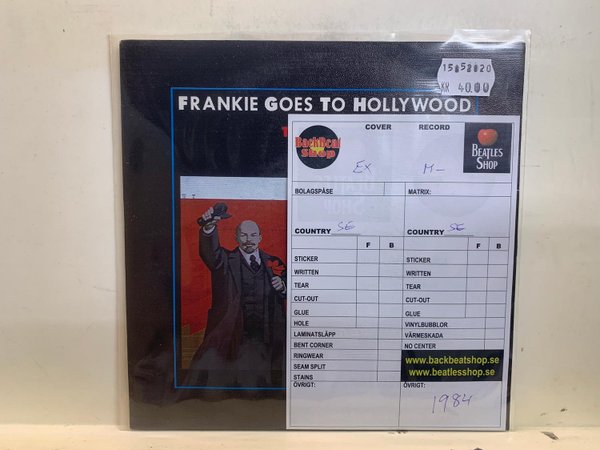 15858820
KR 40.00
FRANKIE GOES TO HOLLYWOOD
T
BackBeat Shop
COVER
RECORD
BEATLES SHOP
EX
M-
BOLAGSPÅSE
MATRIX:
COUNTRY SE
COUNTRY SE
F B
F B
STICKER
STICKER
WRITTEN
WRITTEN
TEAR
TEAR
CUT-OUT
CUT-OUT
GLUE
GLUE
HOLE
VINYLBUBBLOR
LAMINATSLÄPP
VÄRMESKADA
BENT CORNER
NO CENTER
RINGWEAR
SEAM SPLIT
STAINS
www.backbeatshop.se
www.beatlesshop.se
ÖVRIGT:
ÖVRIGT:
1984